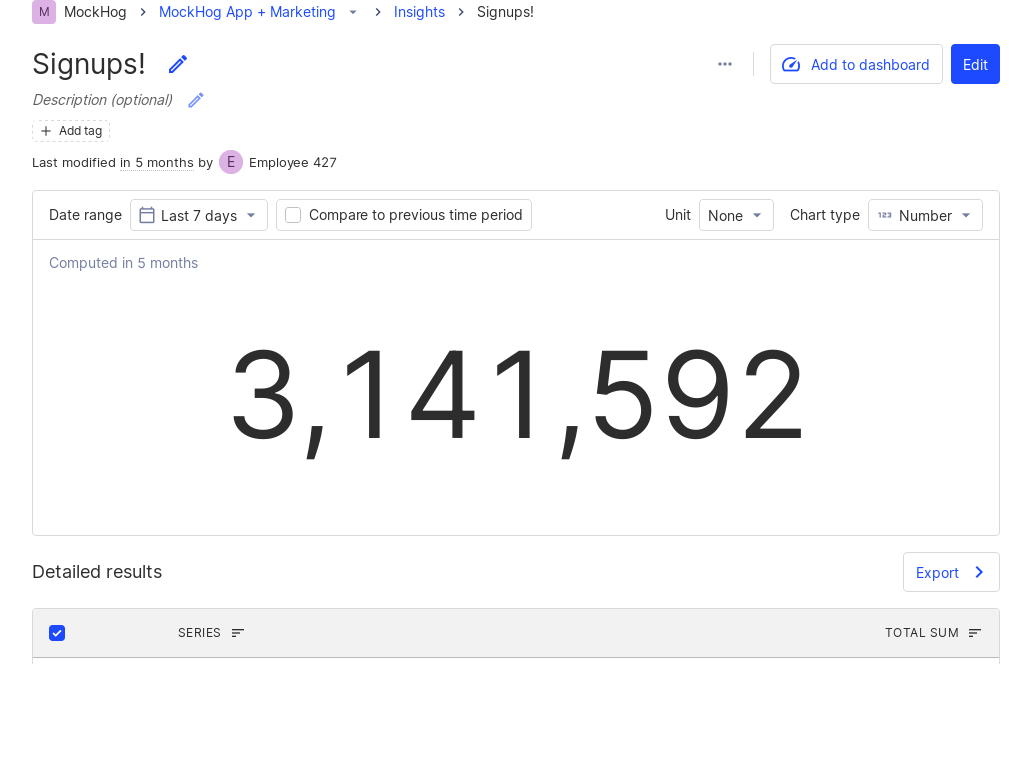 M MockHog MockHog App + Marketing Insights Signups!
Signups!
Add to dashboard Edit
Description (optional)
Add tag
Last modified in 5 months by E Employee 427
Date range Last 7 days Compare to previous time period Unit None Chart type 123 Number
Computed in 5 months
3,141,592
Detailed results Export
SERIES TOTAL SUM